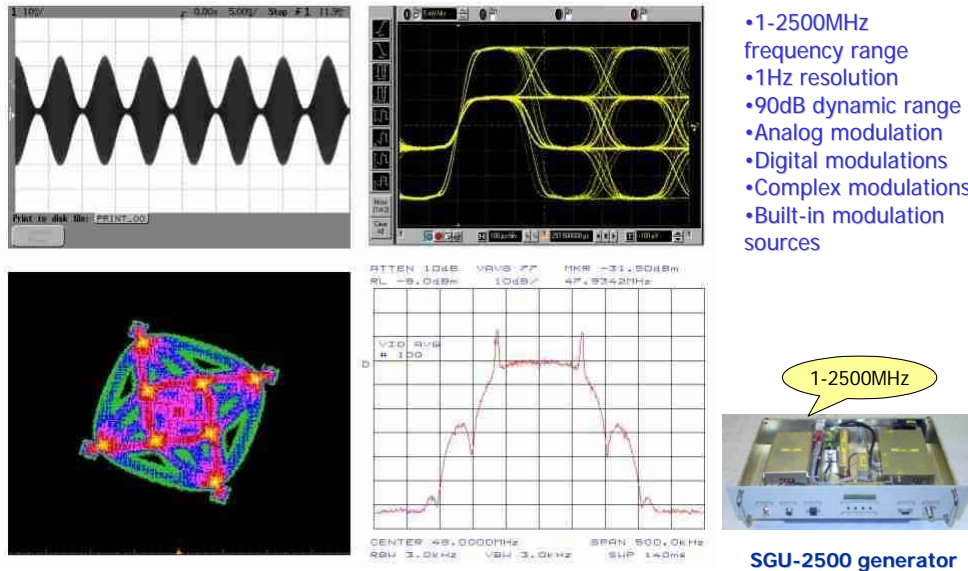 1 10V/ 0.00s 5.00%/ Stop
Print to disk file: PRINT_00
ATTEN 10dB VAVG 77 MKR -31.50dBm
RL -8.0dBm 10dB/ 47.9342MHz
VID AVG
# 100
CENTER 48.0000MHz SPAN 500.0kHz
RBW 3.0kHz VBW 3.0kHz SWP 140ms
•1-2500MHz
frequency range
•1Hz resolution
•90dB dynamic range
•Analog modulation
•Digital modulations
•Complex modulations
•Built-in modulation
sources
1-2500MHz
SGU-2500 generator